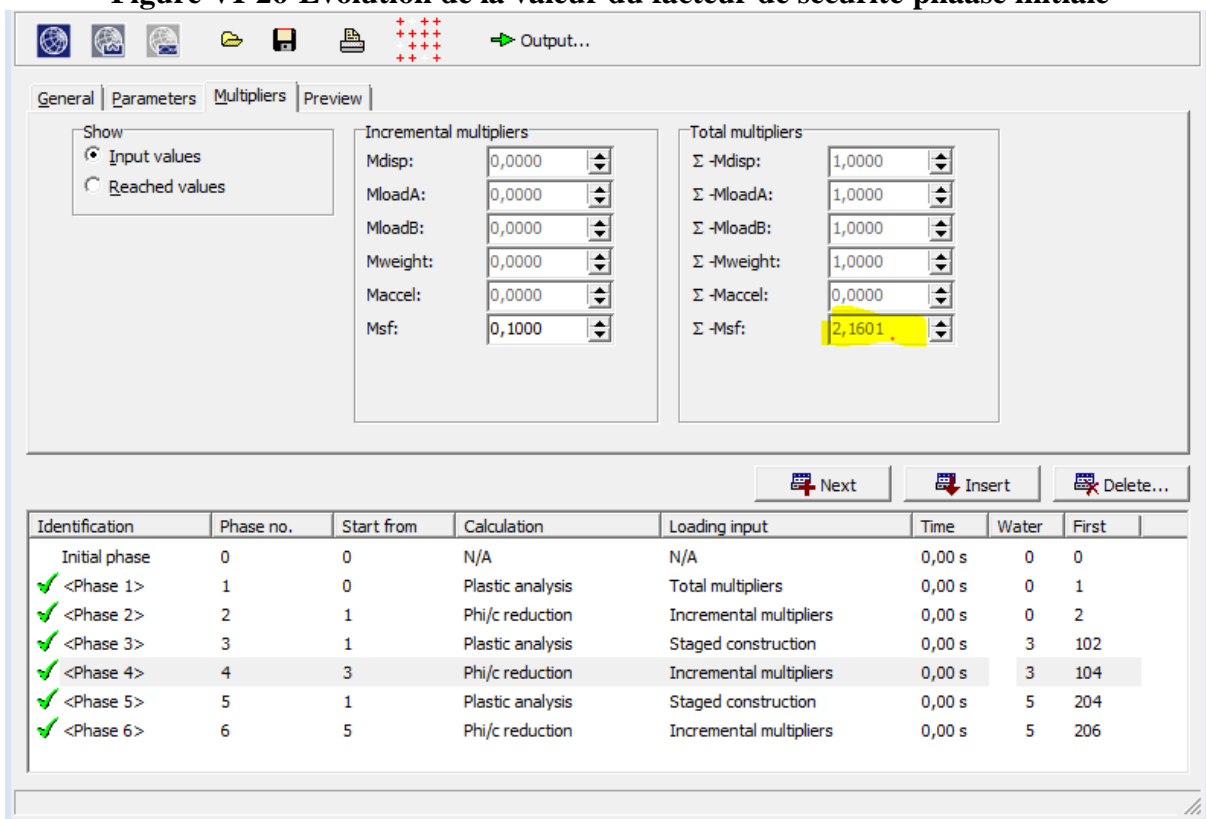 Figure VI 26 Evolution de la valeur du facteur de sécurité phaase initiale
Output...
General Parameters Multipliers Preview
Show
Input values
Reached values
Incremental multipliers
Mdisp: 0,0000
MloadA: 0,0000
MloadB: 0,0000
Mweight: 0,0000
Maccel: 0,0000
Msf: 0,1000
Total multipliers
Σ -Mdisp: 1,0000
Σ -MloadA: 1,0000
Σ -MloadB: 1,0000
Σ -Mweight: 1,0000
Σ -Maccel: 0,0000
Σ -Msf: 2,1601
Next Insert Delete...
Identification Phase no. Start from Calculation Loading input Time Water First
Initial phase 0 0 N/A N/A 0,00 s 0 0
<Phase 1> 1 0 Plastic analysis Total multipliers 0,00 s 0 1
<Phase 2> 2 1 Phi/c reduction Incremental multipliers 0,00 s 0 2
<Phase 3> 3 1 Plastic analysis Staged construction 0,00 s 3 102
<Phase 4> 4 3 Phi/c reduction Incremental multipliers 0,00 s 3 104
<Phase 5> 5 1 Plastic analysis Staged construction 0,00 s 5 204
<Phase 6> 6 5 Phi/c reduction Incremental multipliers 0,00 s 5 206